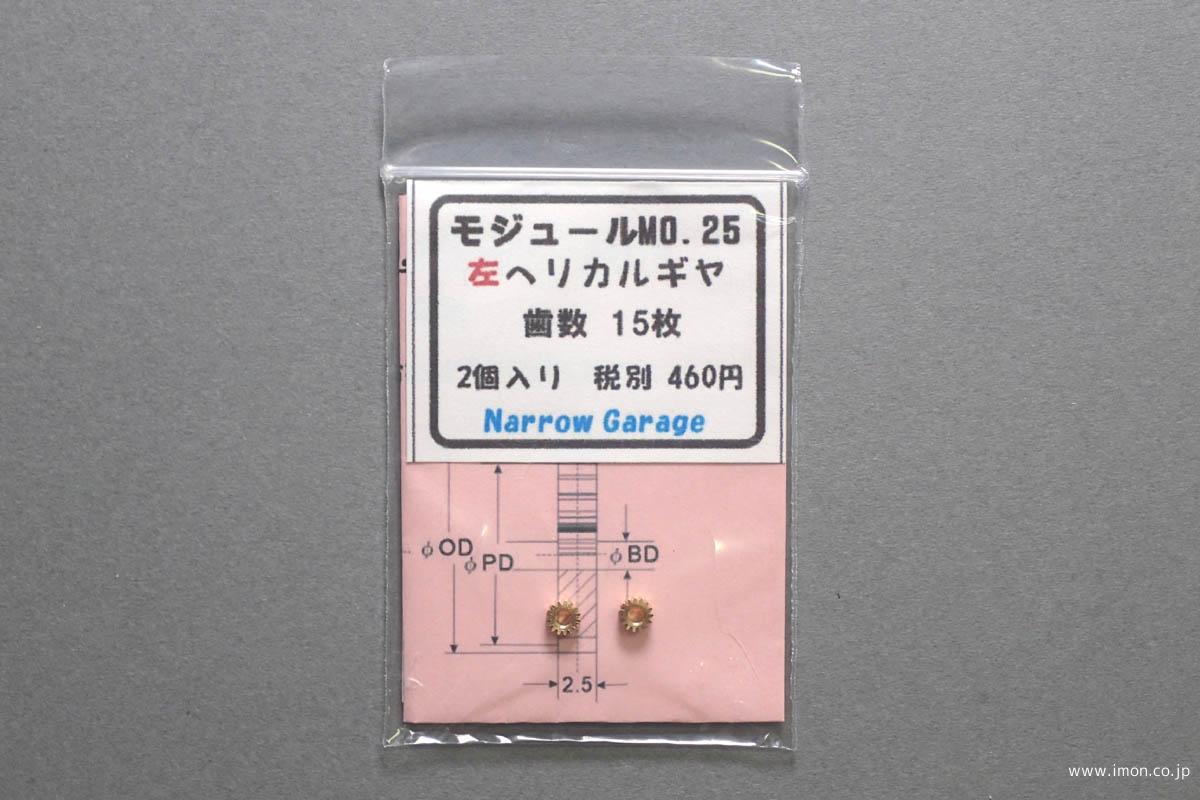 モジュールM0.25
左ヘリカルギヤ
歯数 15枚
2個入り 税別 460円
Narrow Garage
φOD
φPD
φBD
2.5
www.imon.co.jp